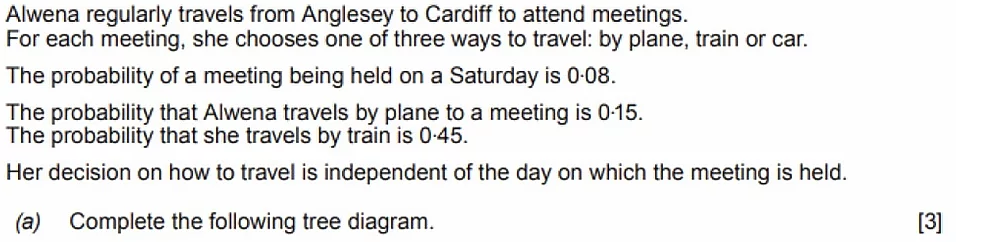 Alwena regularly travels from Anglesey to Cardiff to attend meetings.
For each meeting, she chooses one of three ways to travel: by plane, train or car.
The probability of a meeting being held on a Saturday is 0·08.
The probability that Alwena travels by plane to a meeting is 0·15.
The probability that she travels by train is 0·45.
Her decision on how to travel is independent of the day on which the meeting is held.
(a) Complete the following tree diagram. [3]